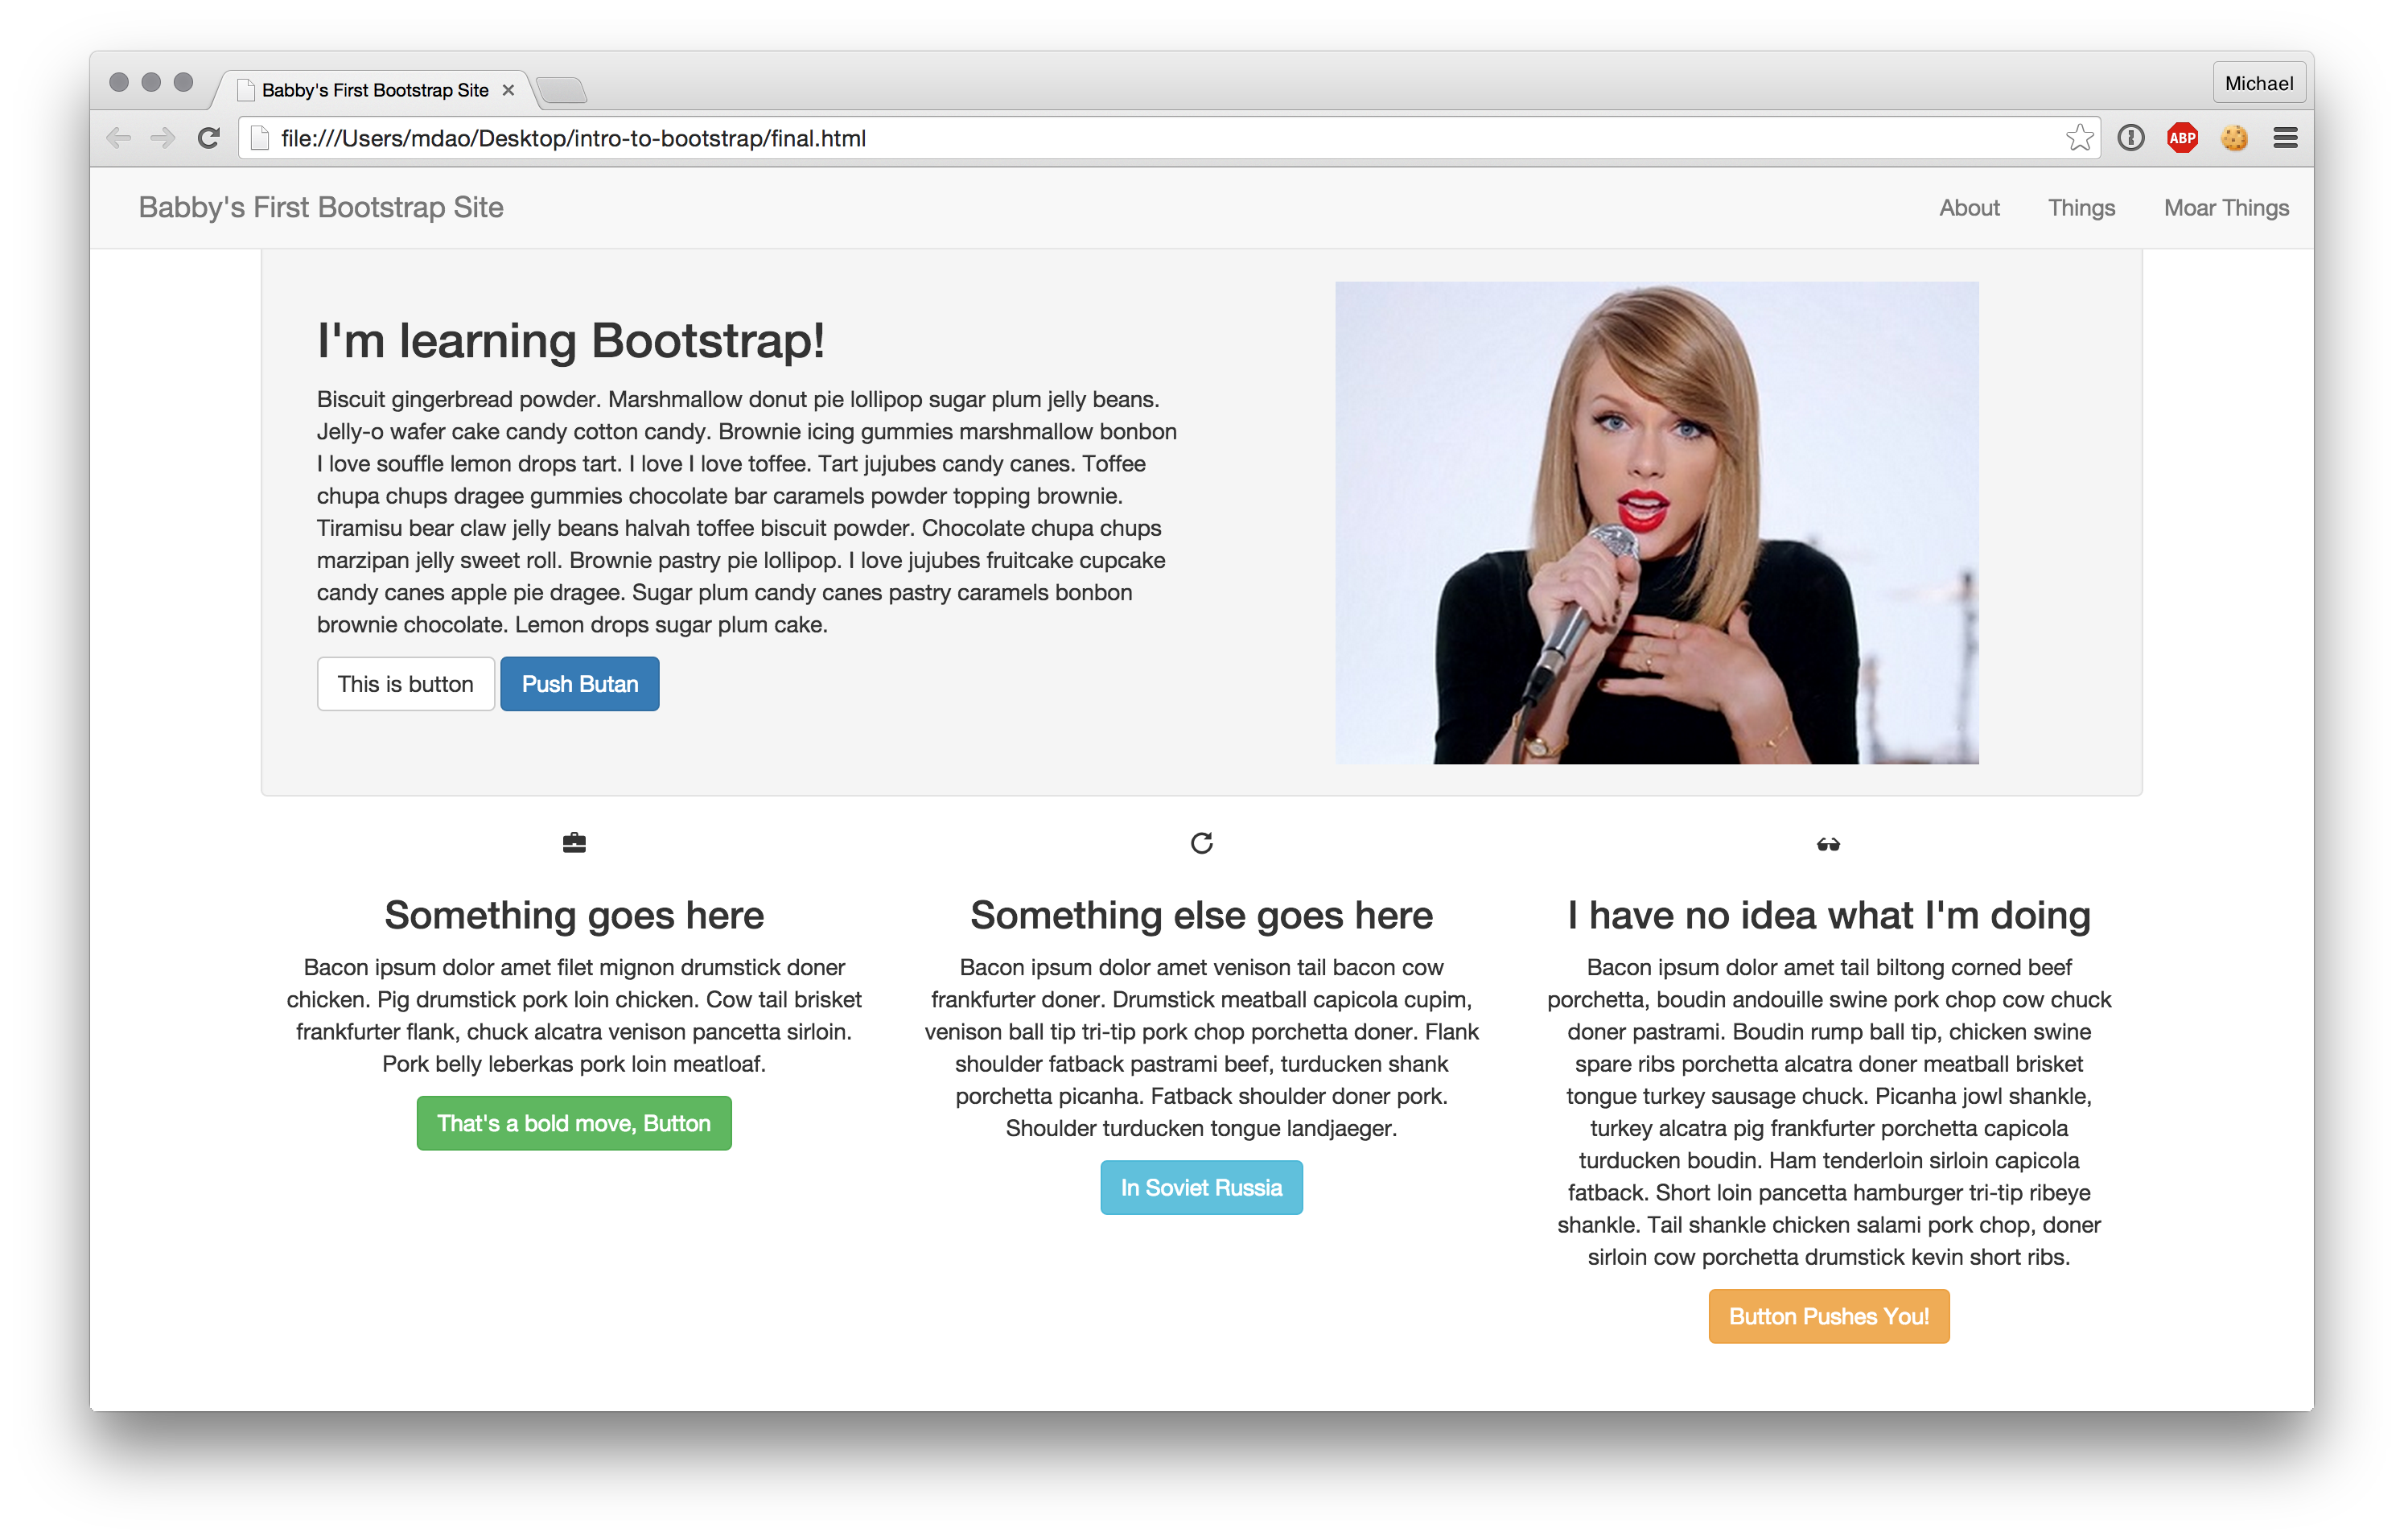 Babby's First Bootstrap Site
Michael
file:///Users/mdao/Desktop/intro-to-bootstrap/final.html
ABP
Babby's First Bootstrap Site
About
Things
Moar Things
I'm learning Bootstrap!
Biscuit gingerbread powder. Marshmallow donut pie lollipop sugar plum jelly beans.
Jelly-o wafer cake candy cotton candy. Brownie icing gummies marshmallow bonbon
I love souffle lemon drops tart. I love I love toffee. Tart jujubes candy canes. Toffee
chupa chups dragee gummies chocolate bar caramels powder topping brownie.
Tiramisu bear claw jelly beans halvah toffee biscuit powder. Chocolate chupa chups
marzipan jelly sweet roll. Brownie pastry pie lollipop. I love jujubes fruitcake cupcake
candy canes apple pie dragee. Sugar plum candy canes pastry caramels bonbon
brownie chocolate. Lemon drops sugar plum cake.
This is button
Push Butan
Something goes here
Bacon ipsum dolor amet filet mignon drumstick doner
chicken. Pig drumstick pork loin chicken. Cow tail brisket
frankfurter flank, chuck alcatra venison pancetta sirloin.
Pork belly leberkas pork loin meatloaf.
That's a bold move, Button
Something else goes here
Bacon ipsum dolor amet venison tail bacon cow
frankfurter doner. Drumstick meatball capicola cupim,
venison ball tip tri-tip pork chop porchetta doner. Flank
shoulder fatback pastrami beef, turducken shank
porchetta picanha. Fatback shoulder doner pork.
Shoulder turducken tongue landjaeger.
In Soviet Russia
I have no idea what I'm doing
Bacon ipsum dolor amet tail biltong corned beef
porchetta, boudin andouille swine pork chop cow chuck
doner pastrami. Boudin rump ball tip, chicken swine
spare ribs porchetta alcatra doner meatball brisket
tongue turkey sausage chuck. Picanha jowl shankle,
turkey alcatra pig frankfurter porchetta capicola
turducken boudin. Ham tenderloin sirloin capicola
fatback. Short loin pancetta hamburger tri-tip ribeye
shankle. Tail shankle chicken salami pork chop, doner
sirloin cow porchetta drumstick kevin short ribs.
Button Pushes You!